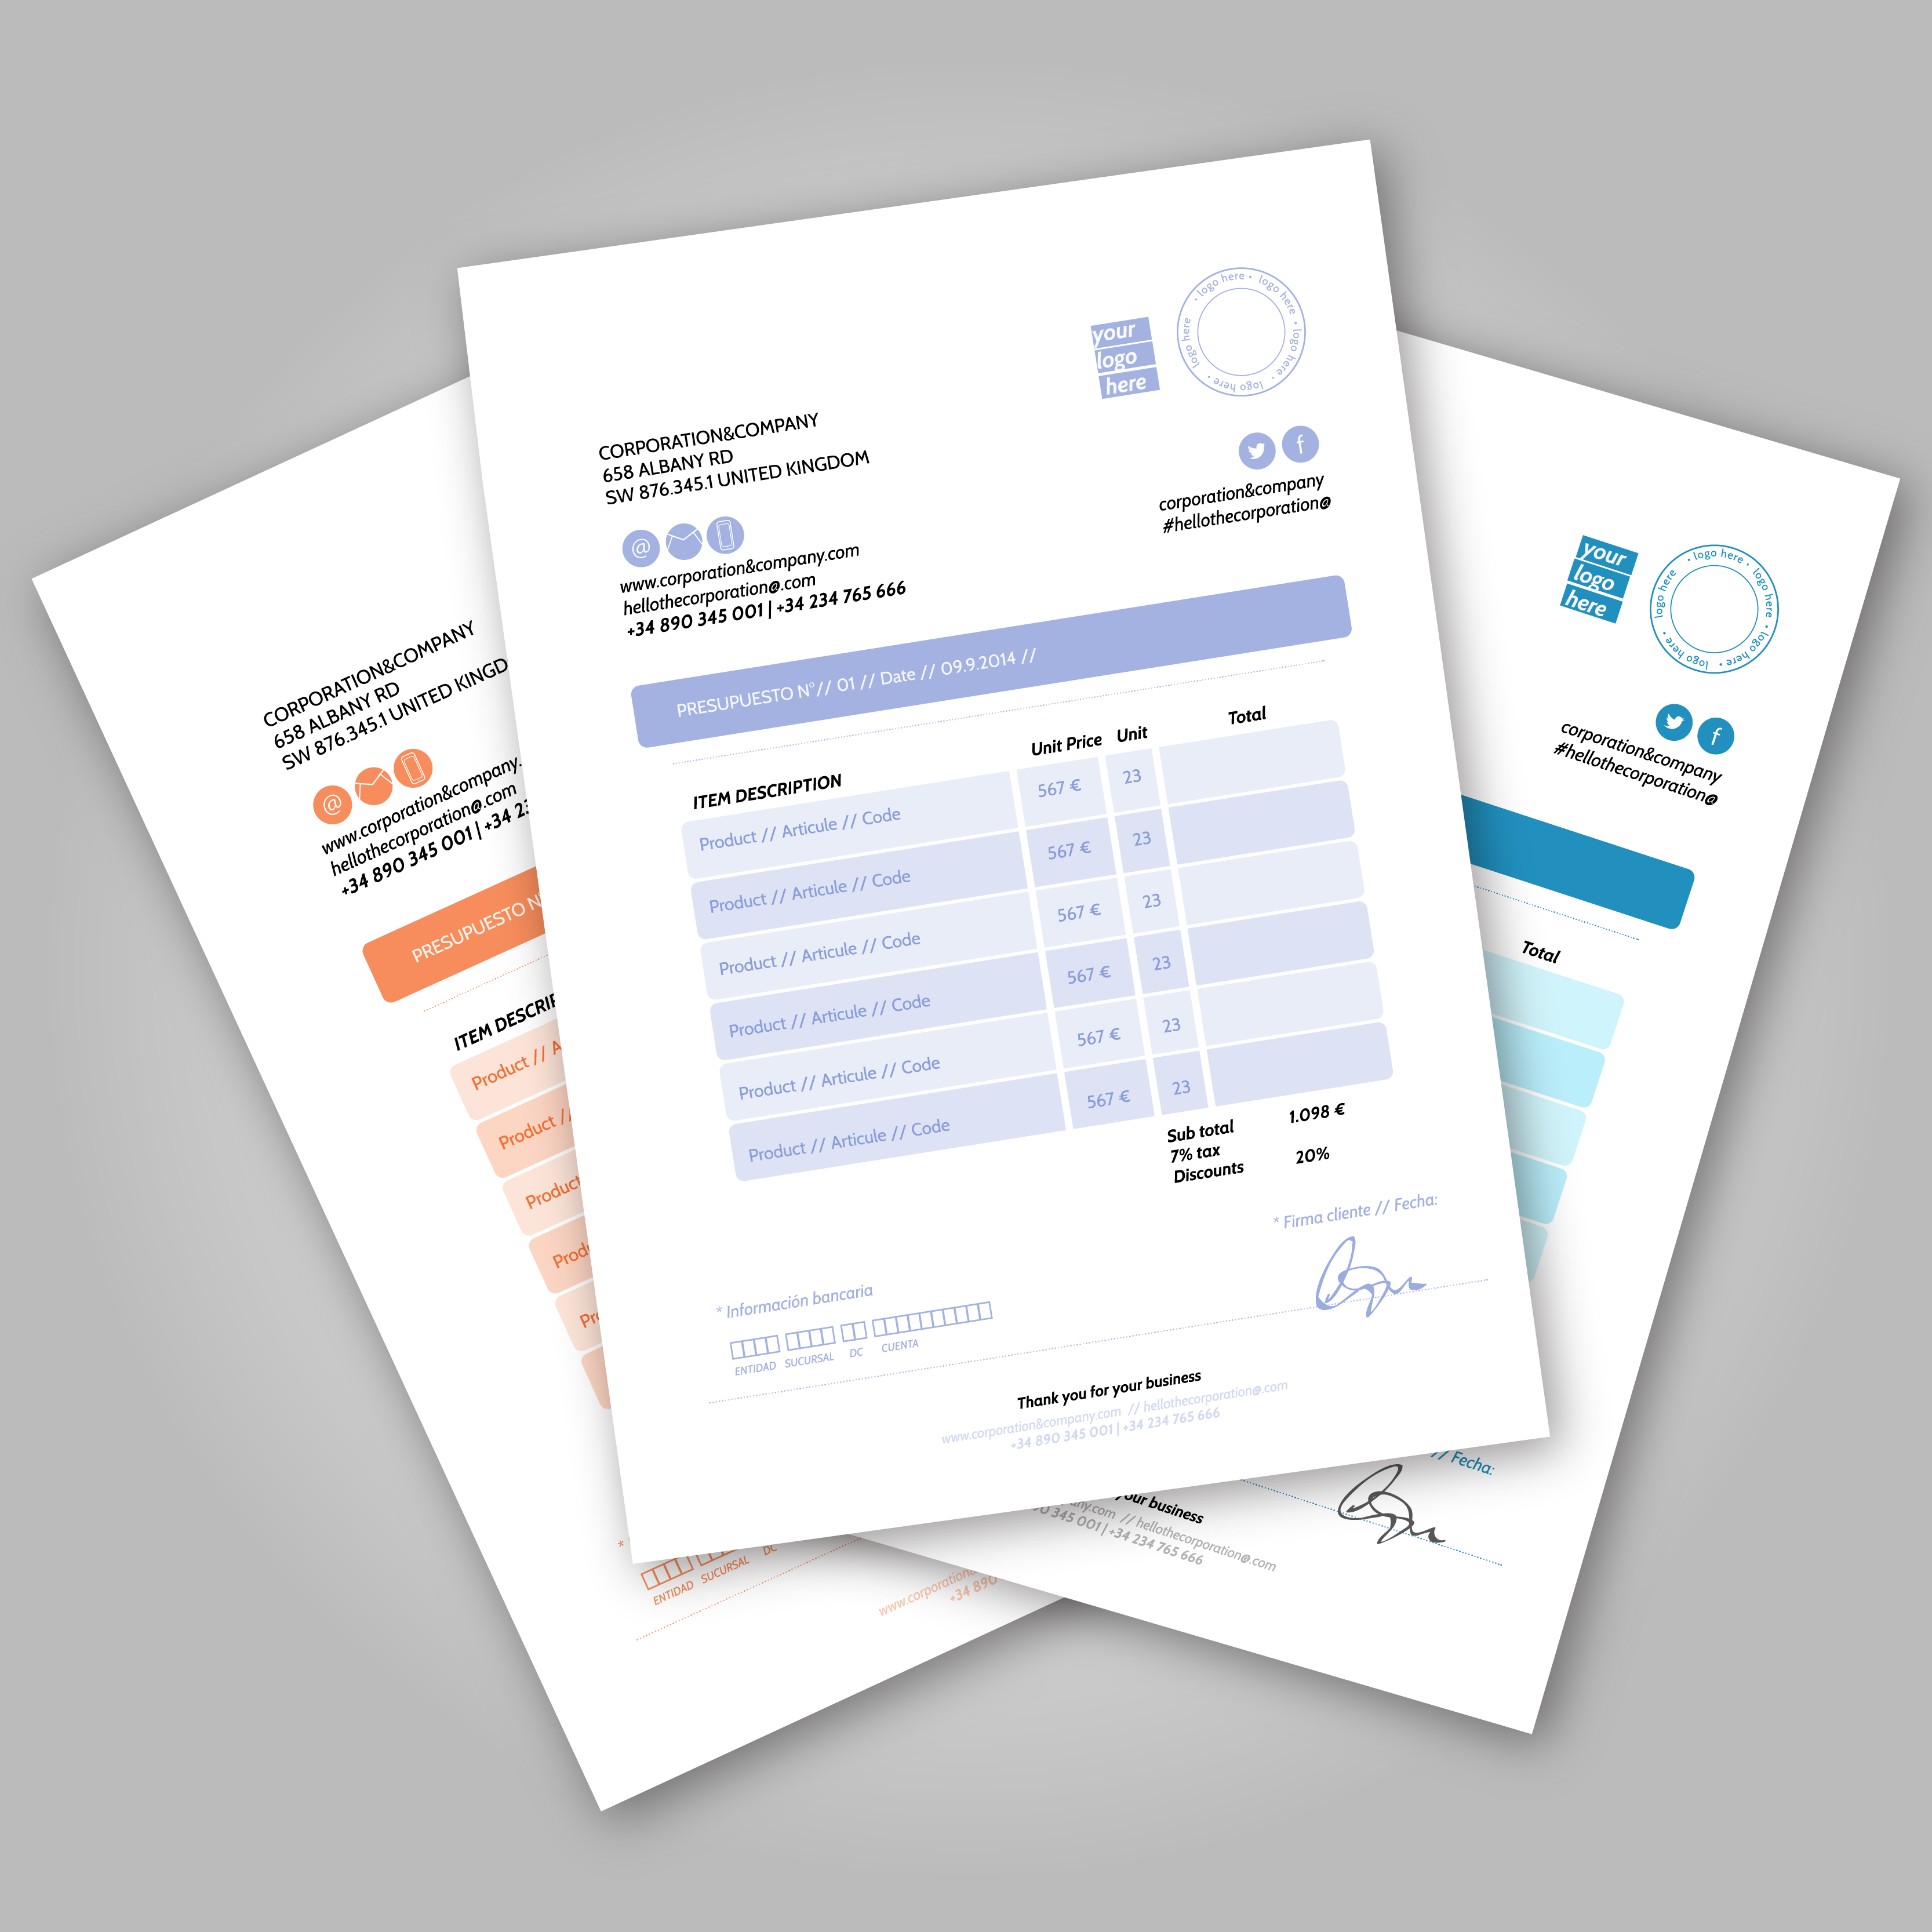 your
logo
here
• logo here • logo here • logo here • logo here • logo here
CORPORATION&COMPANY
658 ALBANY RD
SW 876.345.1 UNITED KINGDOM
@
f
corporation&company
#hellothecorporation@
www.corporation&company.com
hellothecorporation@.com
+34 890 345 001 | +34 234 765 666
PRESUPUESTO N°// 01 // Date // 09.9.2014 //
ITEM DESCRIPTION Unit Price Unit Total
Product // Articule // Code 567 € 23
Product // Articule // Code 567 € 23
Product // Articule // Code 567 € 23
Product // Articule // Code 567 € 23
Product // Articule // Code 567 € 23
Product // Articule // Code 567 € 23
Sub total 1.098 €
7% tax
Discounts 20%
* Firma cliente // Fecha:
* Información bancaria
ENTIDAD SUCURSAL DC CUENTA
Thank you for your business
www.corporation&company.com // hellothecorporation@.com
+34 890 345 001 | +34 234 765 666
CORPORATION&COMPANY
658 ALBANY RD
SW 876.345.1 UNITED KINGD
@
www.corporation&company.
hellothecorporation@.com
+34 890 345 001 | +34 23
PRESUPUESTO N
ITEM DESCRIP
Product // A
Product //
Product
Prod
Pr
*
ENTIDAD SUCURSAL DC
www.corporation
+34 890
your
logo
here
• logo here • logo here • logo here • logo here • logo here
f
corporation&company
#hellothecorporation@
Total
// Fecha:
your business
ny.com // hellothecorporation@.com
0 345 001 | +34 234 765 666